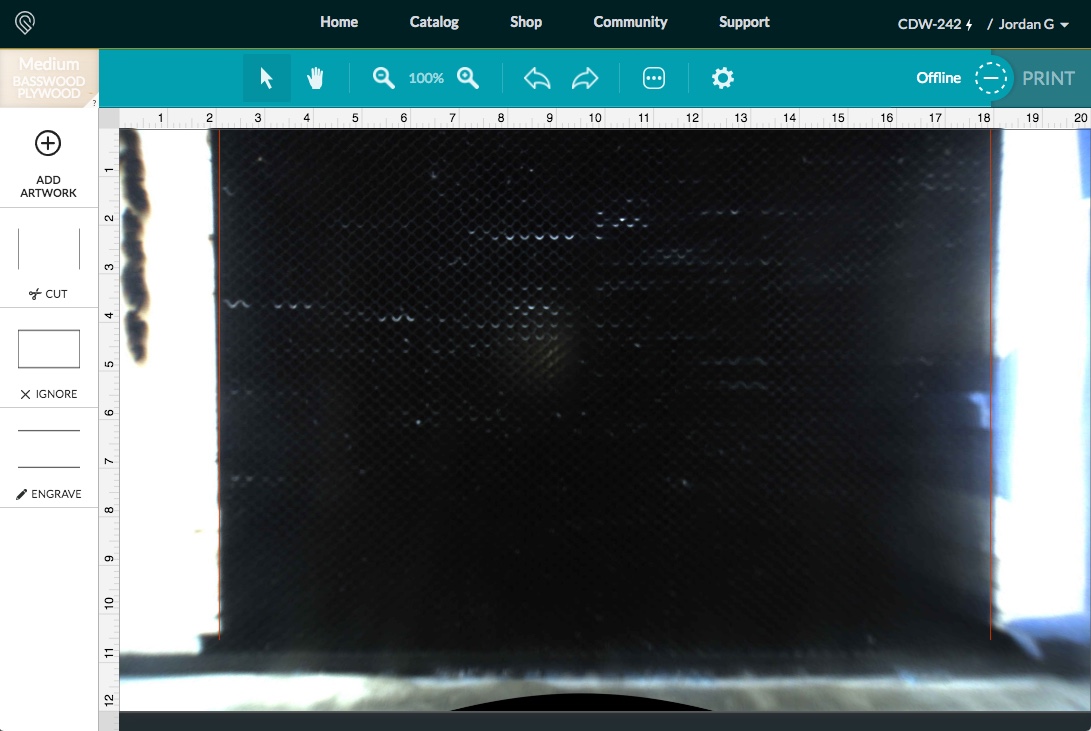 Home Catalog Shop Community Support CDW-242 / Jordan G
Medium
BASSWOOD
PLYWOOD
?
100%
Offline
PRINT
1 2 3 4 5 6 7 8 9 10 11 12 13 14 15 16 17 18 19 20
ADD
ARTWORK
CUT
IGNORE
ENGRAVE
1
2
3
4
5
6
7
8
9
10
11
12